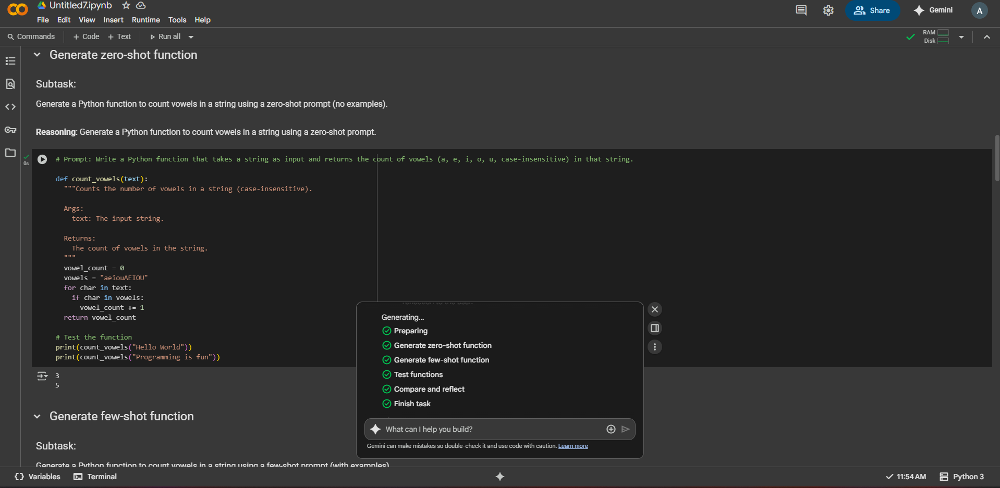 Untitled7.ipynb
File Edit View Insert Runtime Tools Help
Share
Gemini
A
Commands
+ Code + Text
Run all
RAM
Disk
Generate zero-shot function
Subtask:
Generate a Python function to count vowels in a string using a zero-shot prompt (no examples).
Reasoning: Generate a Python function to count vowels in a string using a zero-shot prompt.
0s
# Prompt: Write a Python function that takes a string as input and returns the count of vowels (a, e, i, o, u, case-insensitive) in that string.
def count_vowels(text):
"""Counts the number of vowels in a string (case-insensitive).
Args:
text: The input string.
Returns:
The count of vowels in the string.
"""
vowel_count = 0
vowels = "aeiouAEIOU"
for char in text:
if char in vowels:
vowel_count += 1
return vowel_count
# Test the function
print(count_vowels("Hello World"))
print(count_vowels("Programming is fun"))
3
5
Generate few-shot function
Subtask:
Generate a Python function to count vowels in a string using a few-shot prompt (with examples)
reflection to the user.
Generating...
Preparing
Generate zero-shot function
Generate few-shot function
Test functions
Compare and reflect
Finish task
What can I help you build?
Gemini can make mistakes so double-check it and use code with caution. Learn more
Variables
Terminal
11:54 AM
Python 3